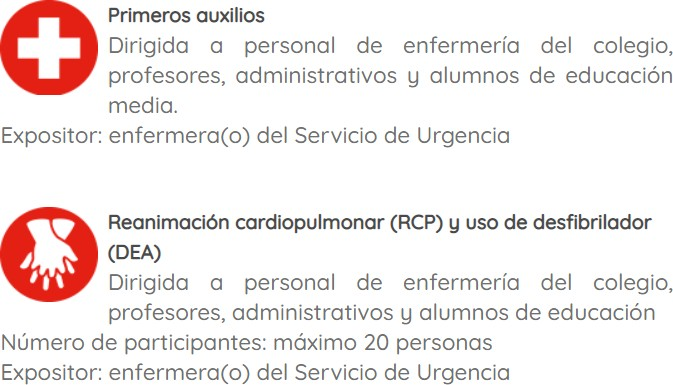 Primeros auxilios
Dirigida a personal de enfermería del colegio,
profesores, administrativos y alumnos de educación
media.
Expositor: enfermera(o) del Servicio de Urgencia
Reanimación cardiopulmonar (RCP) y uso de desfibrilador
(DEA)
Dirigida a personal de enfermería del colegio,
profesores, administrativos y alumnos de educación
Número de participantes: máximo 20 personas
Expositor: enfermera(o) del Servicio de Urgencia